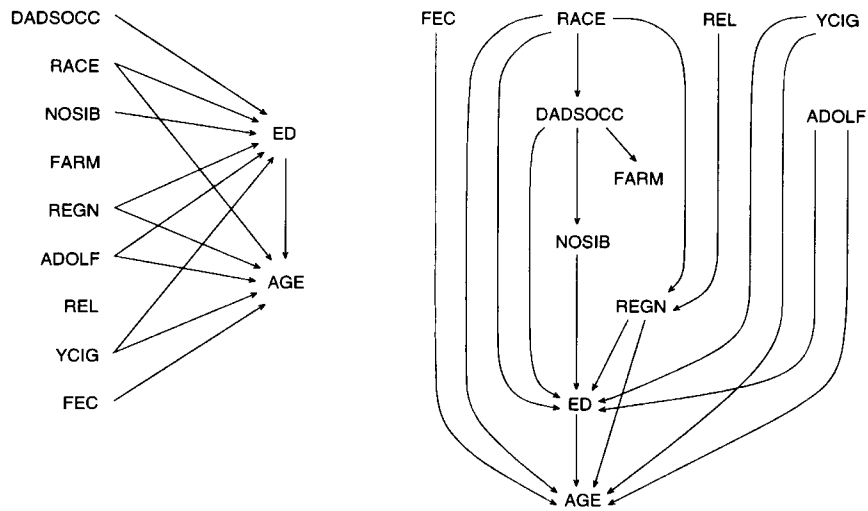 DADSOCC
RACE
NOSIB
FARM
REGN
ADOLF
REL
YCIG
FEC
ED
AGE
FEC RACE REL YCIG
DADSOCC ADOLF
FARM
NOSIB
REGN
ED
AGE